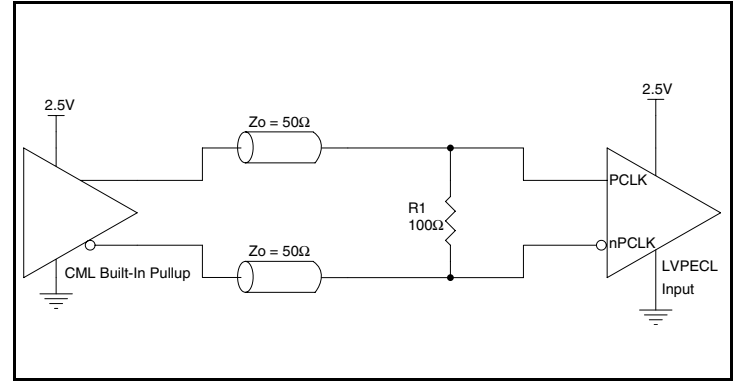 2.5V
2.5V
Zo = 50Ω
PCLK
R1
100Ω
nPCLK
Zo = 50Ω
CML Built-In Pullup
LVPECL
Input